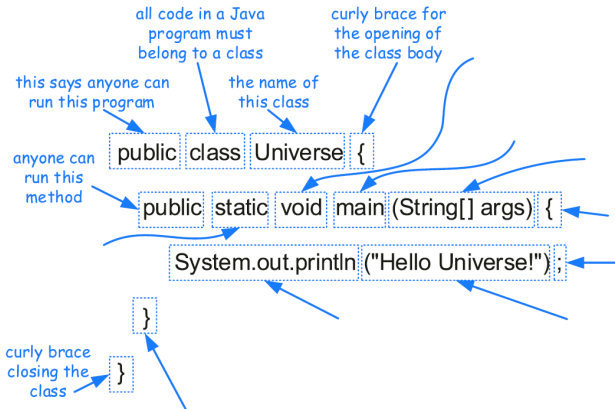 all code in a Java
program must
belong to a class
curly brace for
the opening of
the class body
this says anyone can
run this program
the name of
this class
public class Universe {
anyone can
run this
method
public static void main (String[] args) {
System.out.println ("Hello Universe!") ;
}
curly brace
closing the
class
}